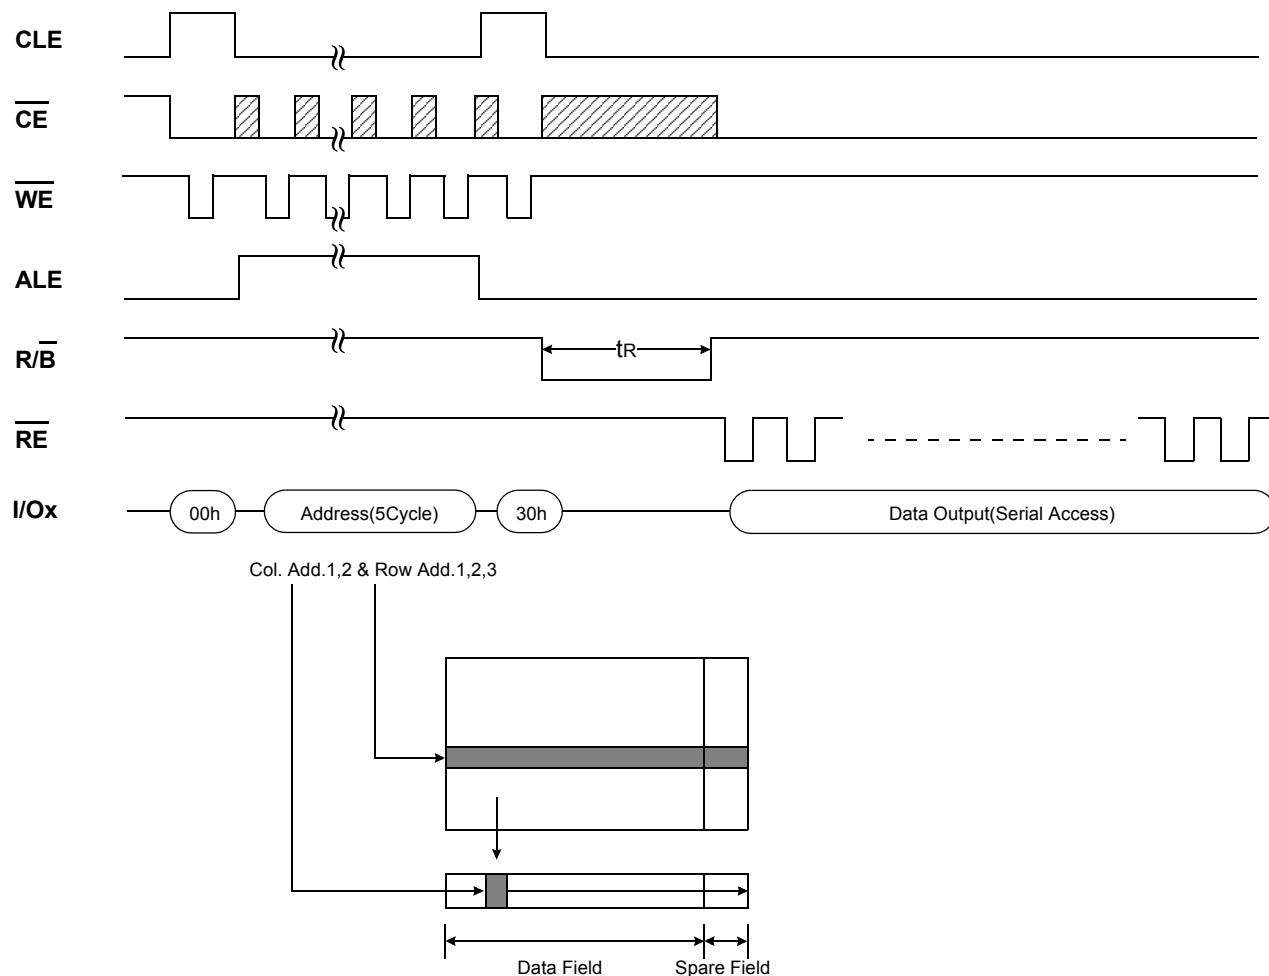 CLE
CE
WE
ALE
R/B
tR
RE
I/Ox
00h
Address(5Cycle)
30h
Data Output(Serial Access)
Col. Add.1,2 & Row Add.1,2,3
Data Field
Spare Field